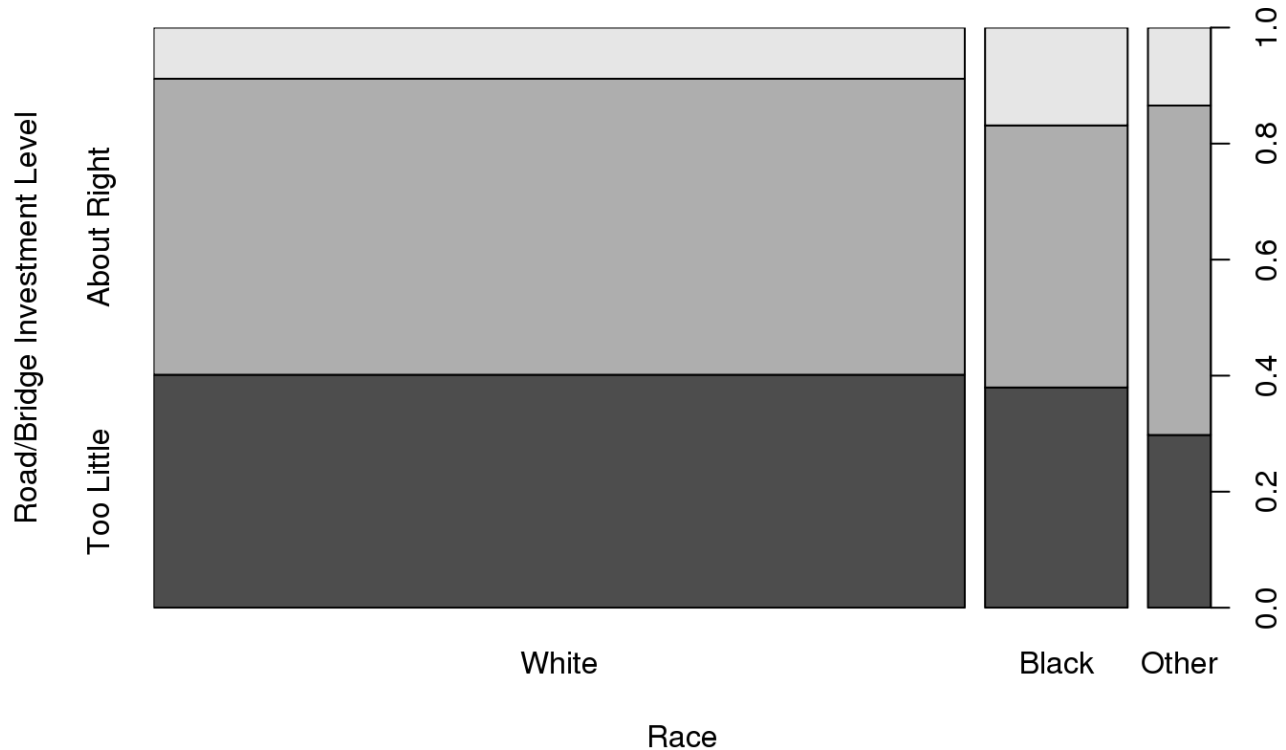 Road/Bridge Investment Level
About Right
Too Little
1.0
0.8
0.6
0.4
0.2
0.0
White Black Other
Race